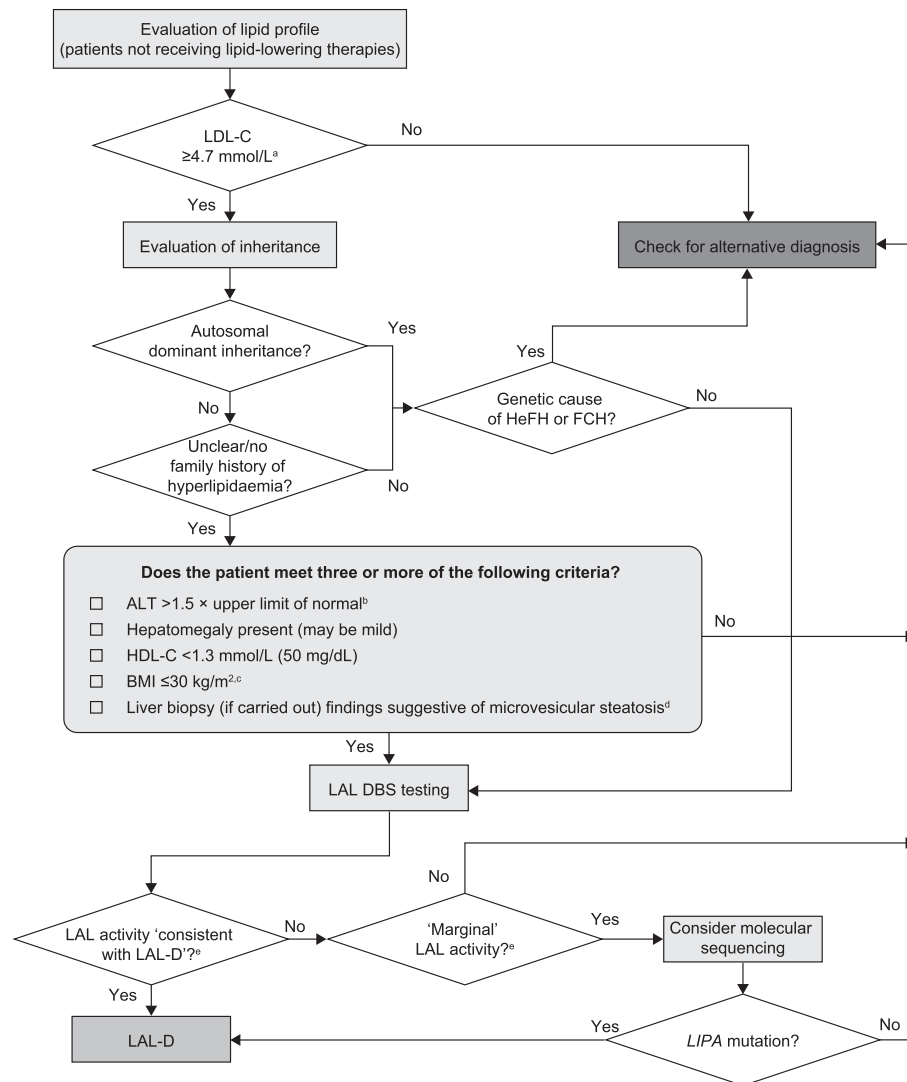 Evaluation of lipid profile
(patients not receiving lipid-lowering therapies)
LDL-C
≥4.7 mmol/Lᵃ
No
Yes
Evaluation of inheritance
Check for alternative diagnosis
Autosomal
dominant inheritance?
Yes
Yes
No
Genetic cause
of HeFH or FCH?
No
Unclear/no
family history of
hyperlipidaemia?
No
Yes
Does the patient meet three or more of the following criteria?
☐ ALT >1.5 × upper limit of normalᵇ
☐ Hepatomegaly present (may be mild)
☐ HDL-C <1.3 mmol/L (50 mg/dL)
☐ BMI ≤30 kg/m²,ᶜ
☐ Liver biopsy (if carried out) findings suggestive of microvesicular steatosisᵈ
No
Yes
LAL DBS testing
LAL activity ‘consistent
with LAL-D’?ᵉ
No
No
‘Marginal’
LAL activity?ᵉ
Yes
Consider molecular
sequencing
Yes
LAL-D
Yes
LIPA mutation?
No